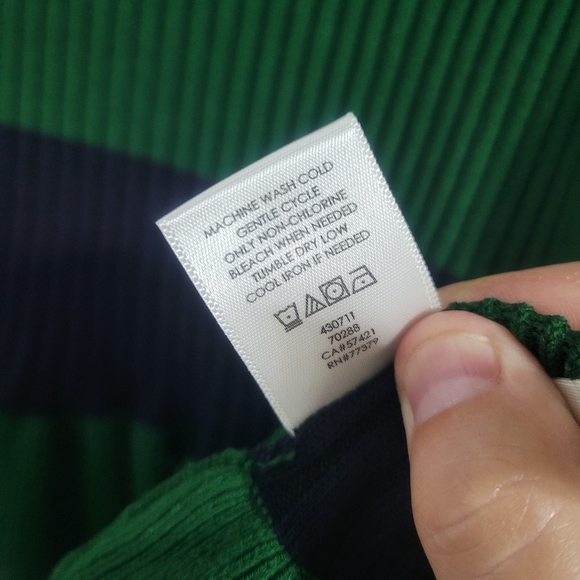 MACHINE WASH COLD
GENTLE CYCLE
ONLY NON-CHLORINE
BLEACH WHEN NEEDED
TUMBLE DRY LOW
COOL IRON IF NEEDED
430711
70288
CA#57421
RN#77379